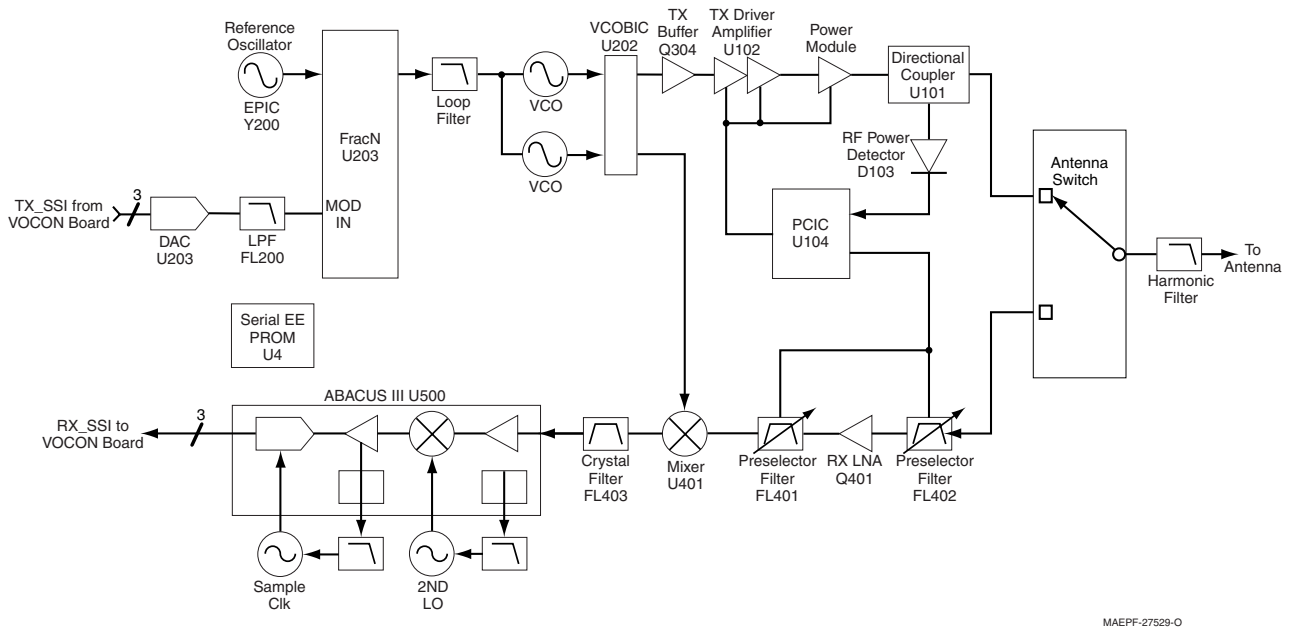 Reference
Oscillator
EPIC
Y200
FracN
U203
MOD
IN
Loop
Filter
VCO
VCO
VCOBIC
U202
TX
Buffer
Q304
TX Driver
Amplifier
U102
Power
Module
Directional
Coupler
U101
RF Power
Detector
D103
PCIC
U104
Antenna
Switch
Harmonic
Filter
To
Antenna
TX_SSI from
VOCON Board
3
DAC
U203
LPF
FL200
Serial EE
PROM
U4
ABACUS III U500
RX_SSI to
VOCON Board
3
Crystal
Filter
FL403
Mixer
U401
Preselector
Filter
FL401
RX LNA
Q401
Preselector
Filter
FL402
Sample
Clk
2ND
LO
MAEPF-27529-O